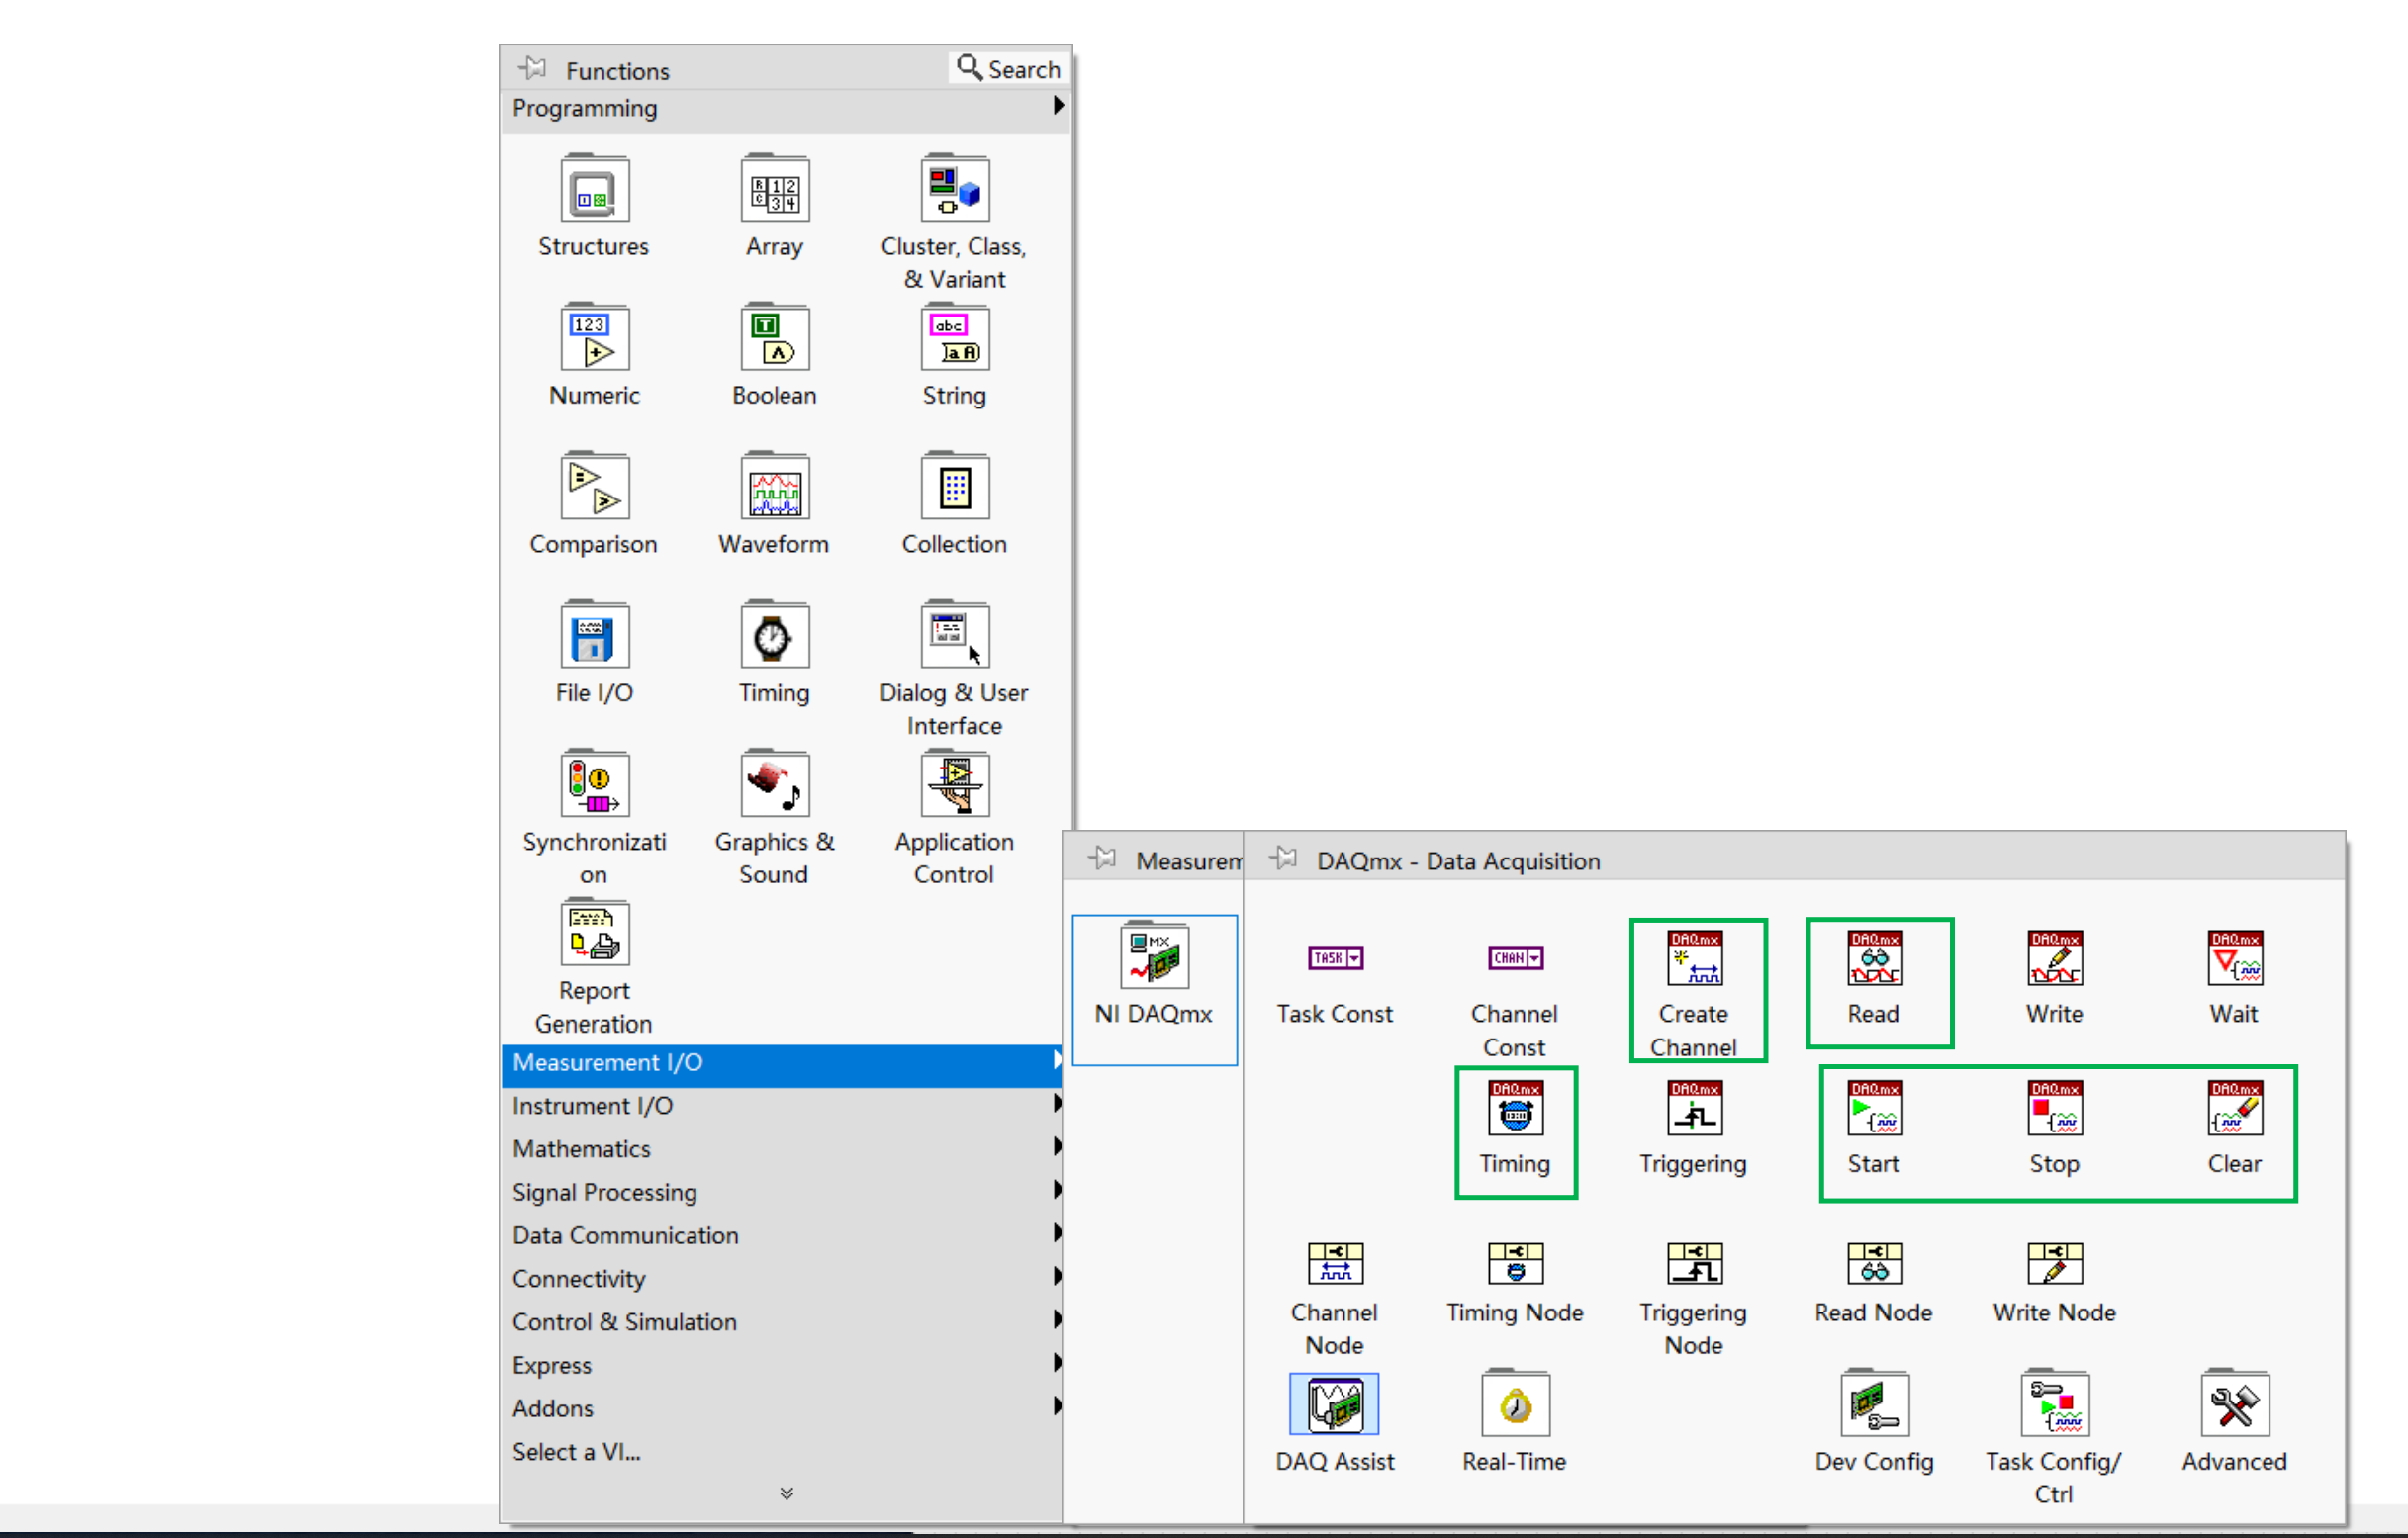 Functions
Search
Programming
Structures
Array
Cluster, Class,
& Variant
Numeric
Boolean
String
Comparison
Waveform
Collection
File I/O
Timing
Dialog & User
Interface
Synchronizati
on
Graphics &
Sound
Application
Control
Report
Generation
Measurement I/O
Instrument I/O
Mathematics
Signal Processing
Data Communication
Connectivity
Control & Simulation
Express
Addons
Select a VI...
Measurem
NI DAQmx
DAQmx - Data Acquisition
Task Const
Channel
Const
Create
Channel
Read
Write
Wait
Timing
Triggering
Start
Stop
Clear
Channel
Node
Timing Node
Triggering
Node
Read Node
Write Node
DAQ Assist
Real-Time
Dev Config
Task Config/
Ctrl
Advanced